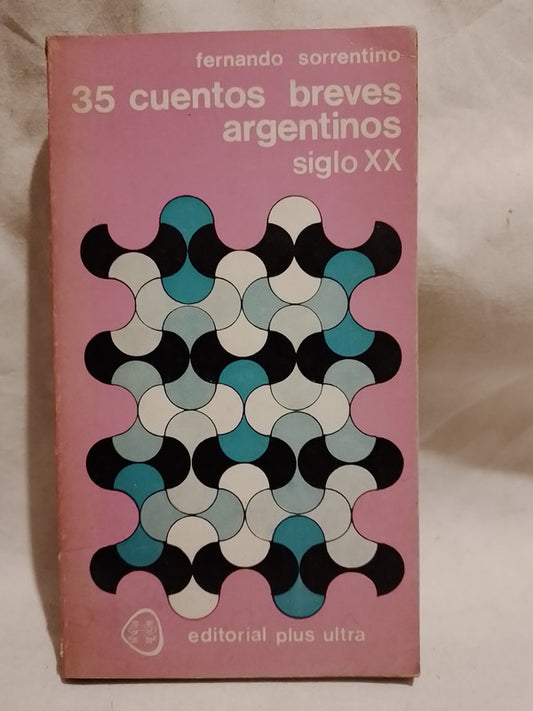 fernando sorrentino
35 cuentos breves
argentinos
siglo XX
editorial plus ultra